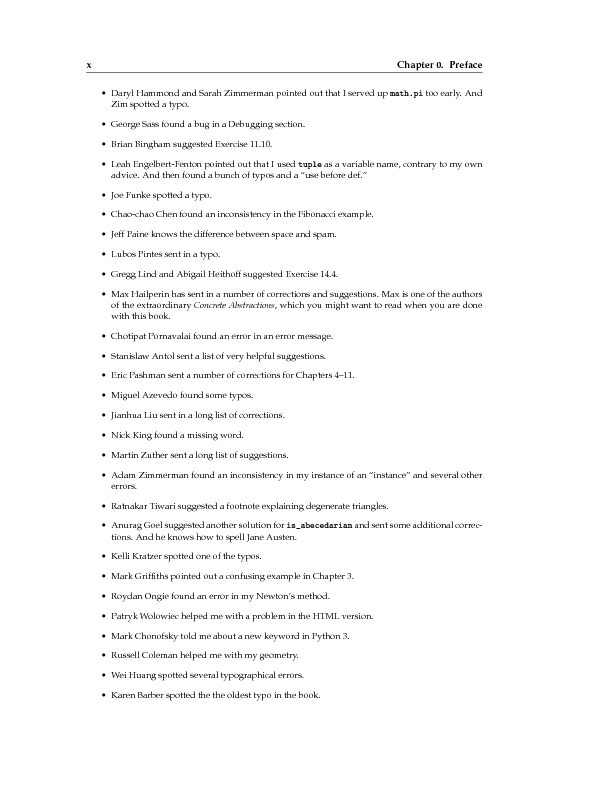 x Chapter 0. Preface
• Daryl Hammond and Sarah Zimmerman pointed out that I served up math.pi too early. And
Zim spotted a typo.
• George Sass found a bug in a Debugging section.
• Brian Bingham suggested Exercise 11.10.
• Leah Engelbert-Fenton pointed out that I used tuple as a variable name, contrary to my own
advice. And then found a bunch of typos and a “use before def.”
• Joe Funke spotted a typo.
• Chao-chao Chen found an inconsistency in the Fibonacci example.
• Jeff Paine knows the difference between space and spam.
• Lubos Pintes sent in a typo.
• Gregg Lind and Abigail Heithoff suggested Exercise 14.4.
• Max Hailperin has sent in a number of corrections and suggestions. Max is one of the authors
of the extraordinary Concrete Abstractions, which you might want to read when you are done
with this book.
• Chotipat Pornavalai found an error in an error message.
• Stanislaw Antol sent a list of very helpful suggestions.
• Eric Pashman sent a number of corrections for Chapters 4–11.
• Miguel Azevedo found some typos.
• Jianhua Liu sent in a long list of corrections.
• Nick King found a missing word.
• Martin Zuther sent a long list of suggestions.
• Adam Zimmerman found an inconsistency in my instance of an “instance” and several other
errors.
• Ratnakar Tiwari suggested a footnote explaining degenerate triangles.
• Anurag Goel suggested another solution for is_abecedarian and sent some additional correc-
tions. And he knows how to spell Jane Austen.
• Kelli Kratzer spotted one of the typos.
• Mark Griffiths pointed out a confusing example in Chapter 3.
• Roydan Ongie found an error in my Newton’s method.
• Patryk Wolowiec helped me with a problem in the HTML version.
• Mark Chonofsky told me about a new keyword in Python 3.
• Russell Coleman helped me with my geometry.
• Wei Huang spotted several typographical errors.
• Karen Barber spotted the the oldest typo in the book.